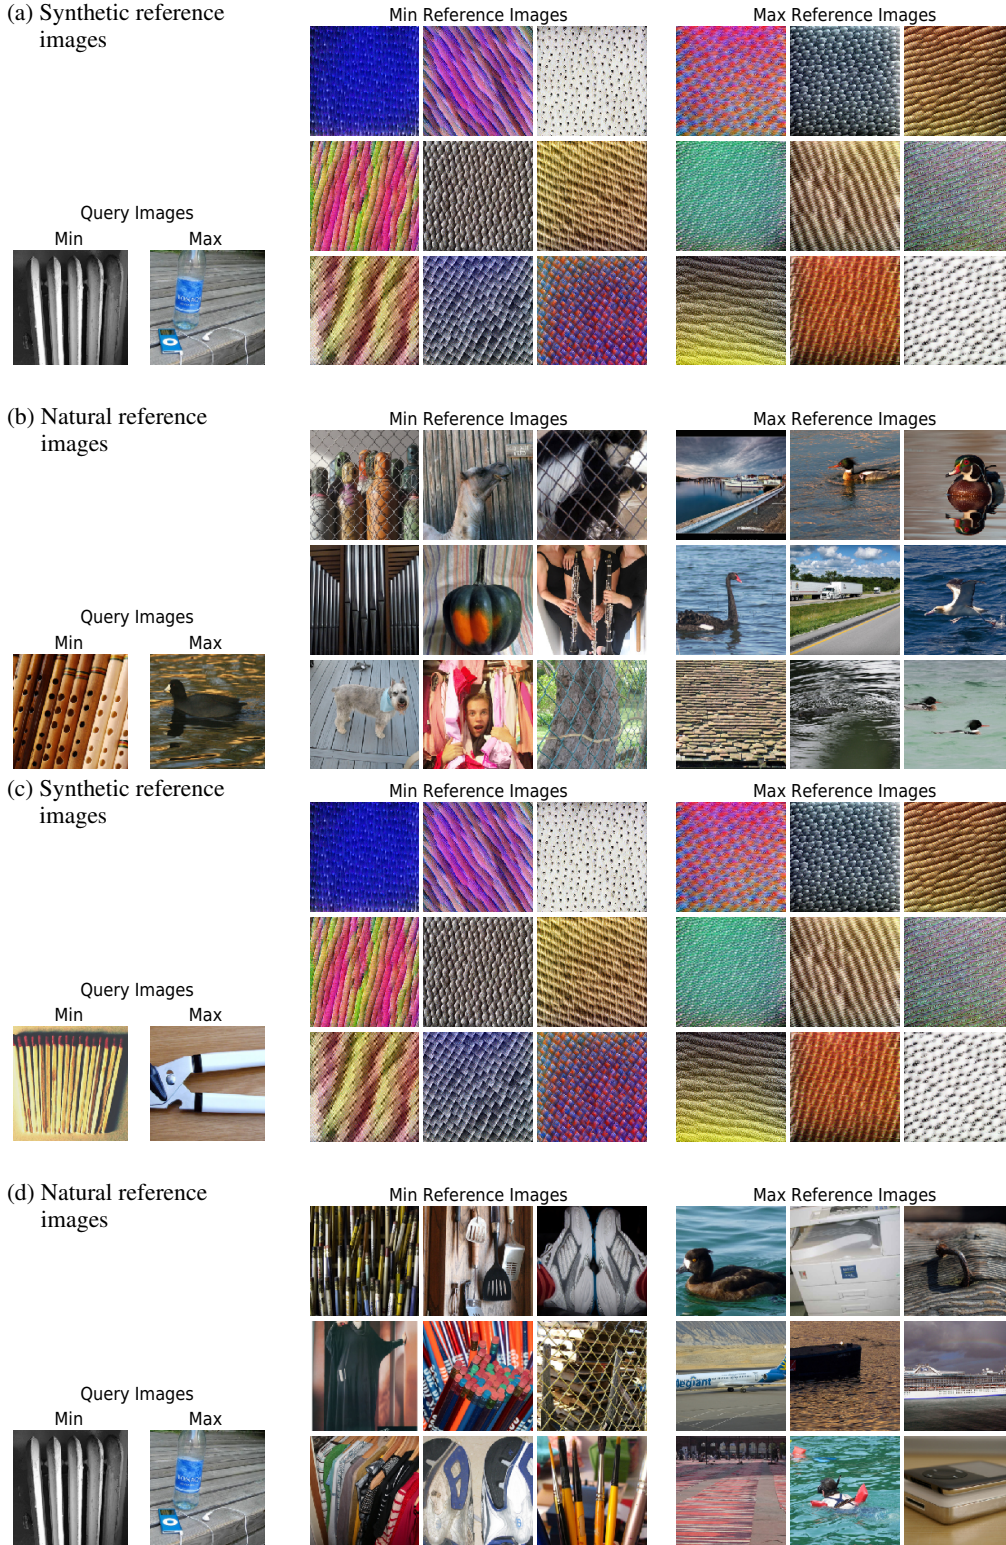 (a) Synthetic reference
images
Min Reference Images
Max Reference Images
Query Images
Min
Max
(b) Natural reference
images
Min Reference Images
Max Reference Images
Query Images
Min
Max
(c) Synthetic reference
images
Min Reference Images
Max Reference Images
Query Images
Min
Max
(d) Natural reference
images
Min Reference Images
Max Reference Images
Query Images
Min
Max